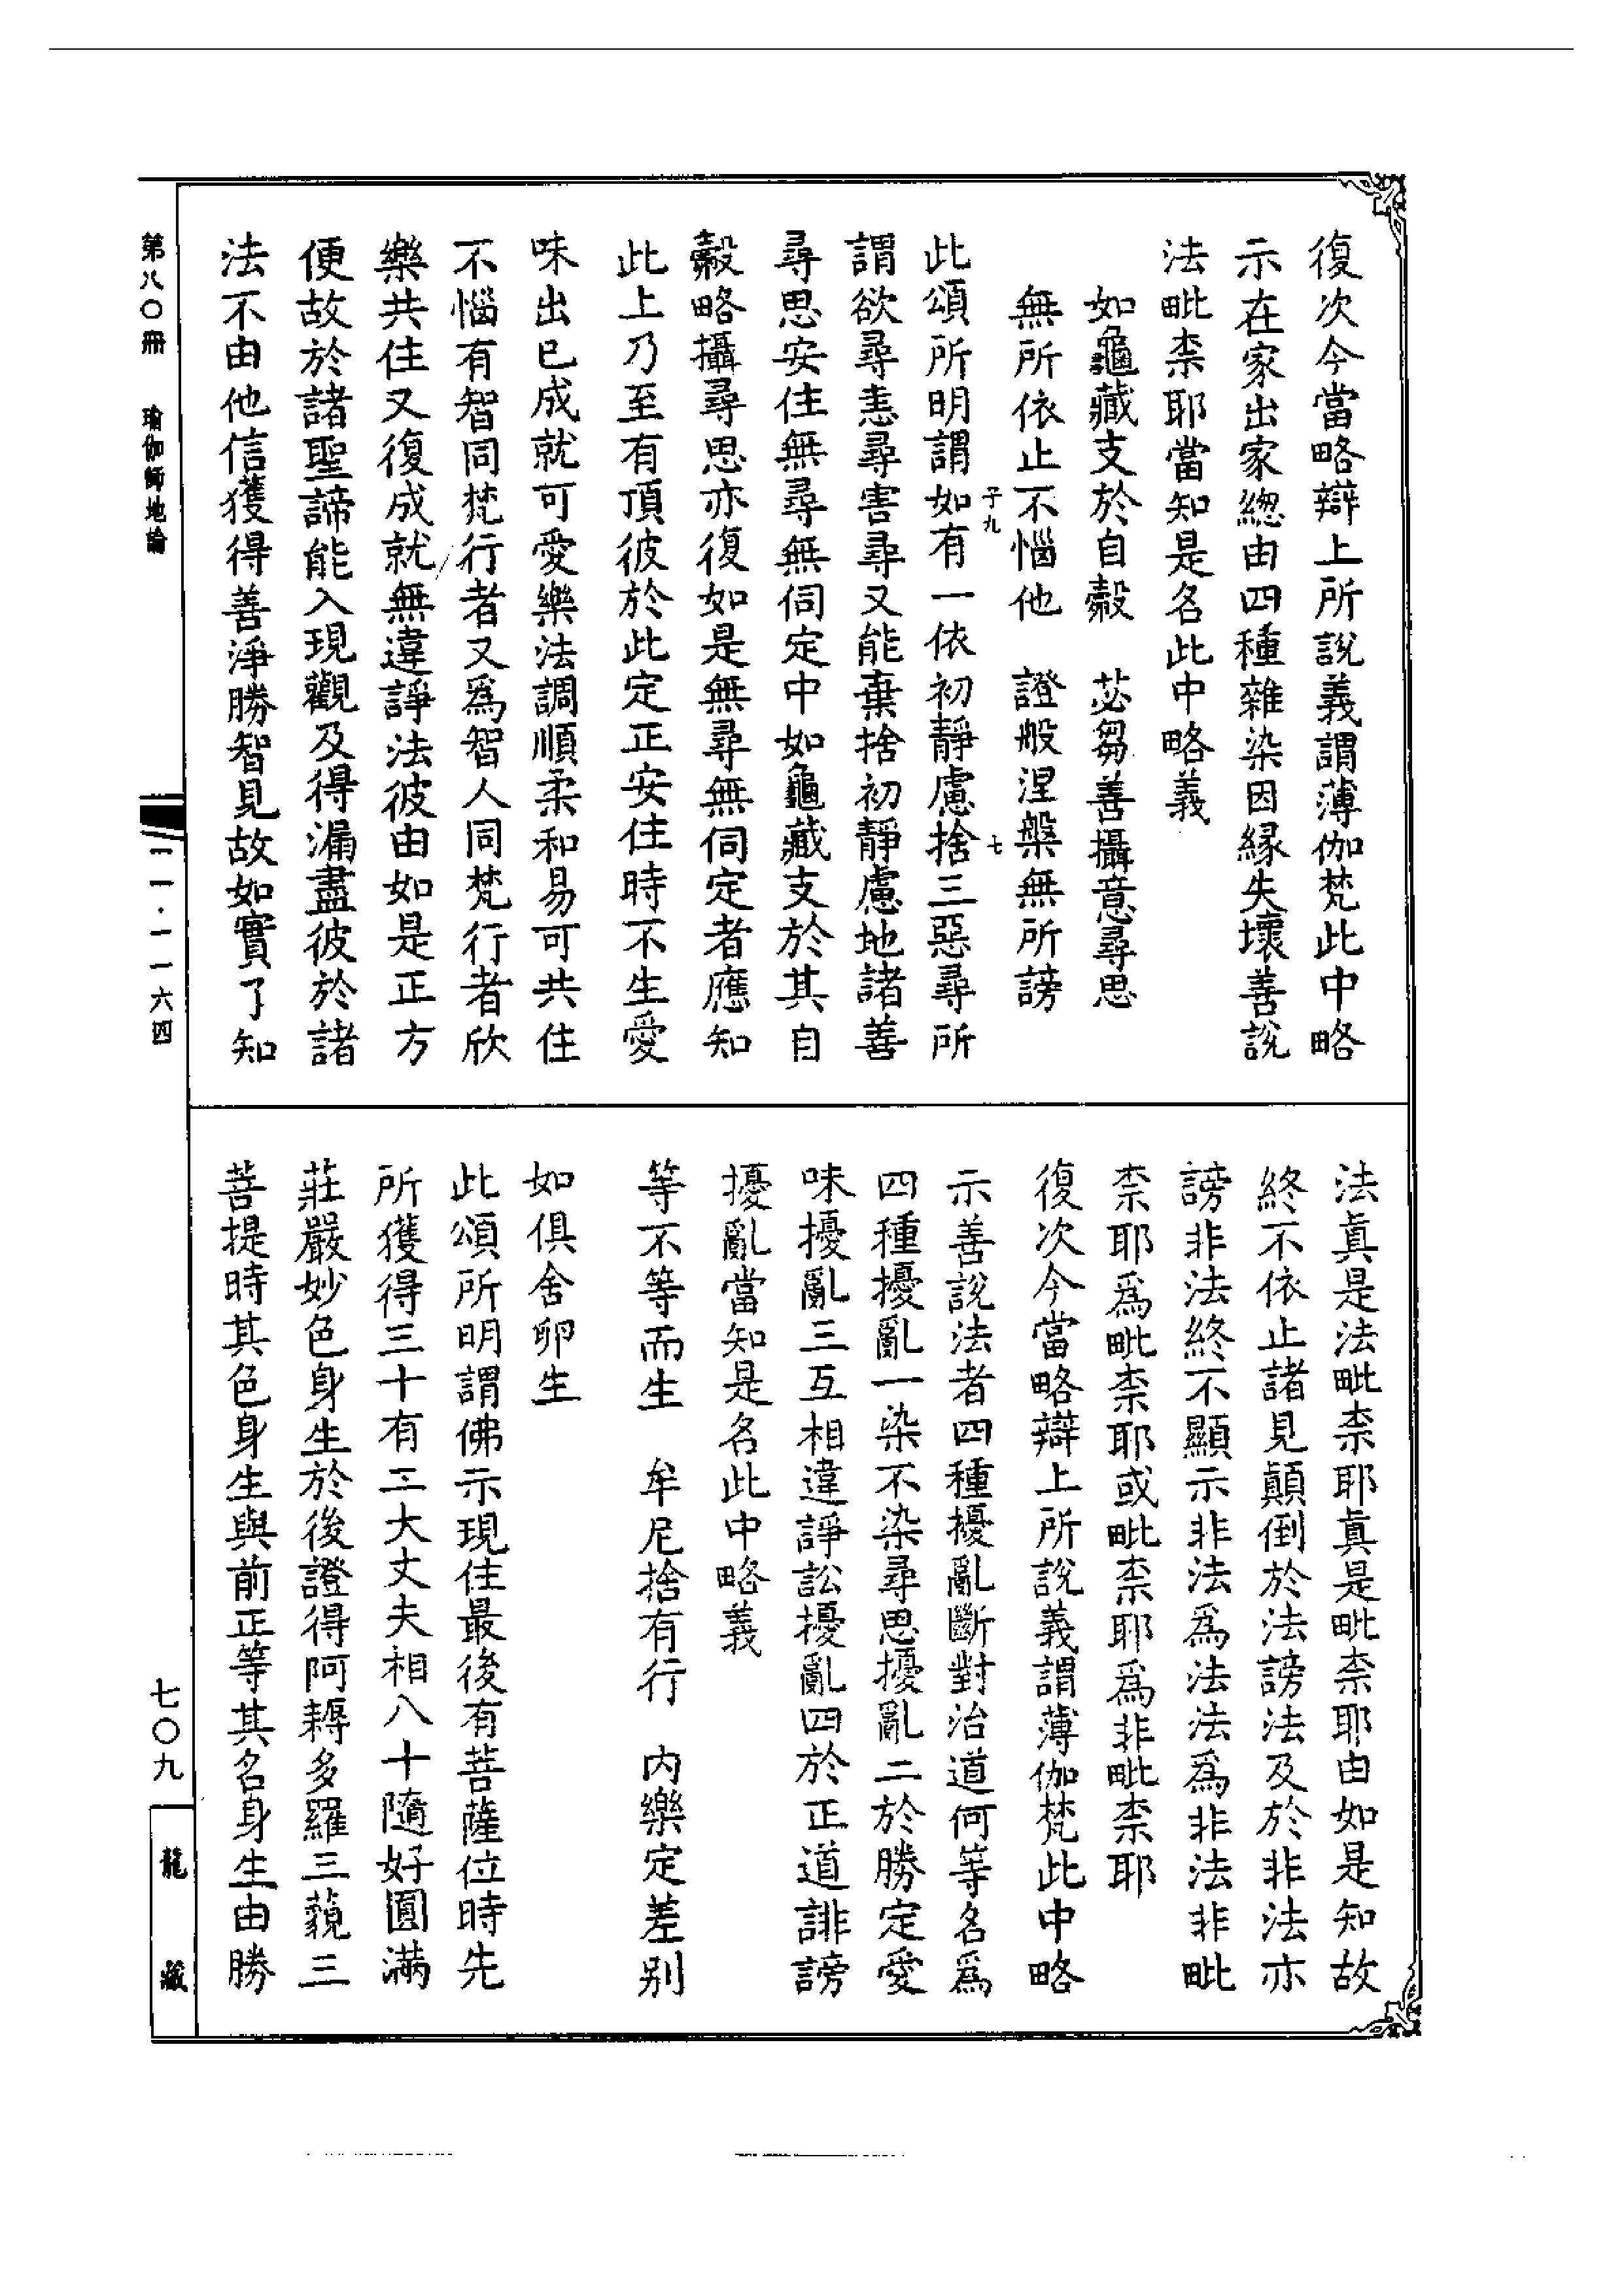 復次今當略辯上所說義謂薄伽梵此中略
示在家出家緫由四種雜染因緣失壞善說
法毗柰耶當知是名此中略義
如龜藏支於自㲉　苾芻善攝意尋思
無所依止不惱他　證般涅槃無所謗
子九　七
此頌所明謂如有一依初靜慮捨三惡尋所
謂欲尋恚尋害尋又能棄捨初靜慮地諸善
尋思安住無尋無伺定中如龜藏支於其自
㲉略攝尋思亦復如是無尋無伺定者應知
此上乃至有頂彼於此定正安住時不生愛
味出已成就可愛樂法調順柔和易可共住
不惱有智同梵行者又爲智人同梵行者欣
樂共住又復成就無違諍法彼由如是正方
便故於諸聖諦能入現觀及得漏盡彼於諸
法不由他信獲得善淨勝智見故如實了知
法眞是法毗柰耶眞是毗柰耶由如是知故
終不依止諸見顛倒於法謗法及於非法亦
謗非法終不顯示非法爲法法爲非法非毗
柰耶爲毗柰耶或毗柰耶爲非毗柰耶
復次今當略辯上所說義謂薄伽梵此中略
示善說法者四種擾亂斷對治道何等名爲
四種擾亂一染不染尋思擾亂二於勝定愛
味擾亂三互相違諍訟擾亂四於正道誹謗
擾亂當知是名此中略義
等不等而生　牟尼捨有行　内樂定差别
如俱舍卵生
此頌所明謂佛示現住最後有菩薩位時先
所獲得三十有二大丈夫相八十隨好圓滿
莊嚴妙色身生於後證得阿耨多羅三藐三
菩提時其色身生與前正等其名身生由勝
第八〇冊　瑜伽師地論
一一·一一六四
七〇九
龍藏